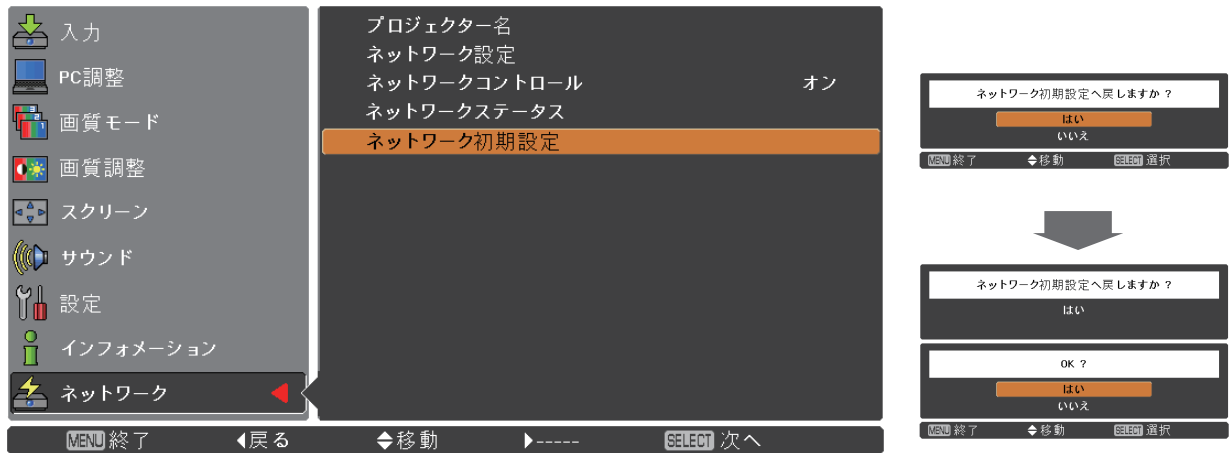 入力
PC調整
画質モード
画質調整
スクリーン
サウンド
設定
インフォメーション
ネットワーク
プロジェクター名
ネットワーク設定
ネットワークコントロール オン
ネットワークステータス
ネットワーク初期設定
MENU 終了 戻る 移動 ----- SELECT 次へ
ネットワーク初期設定へ戻しますか ?
はい
いいえ
MENU 終了 移動 SELECT 選択
ネットワーク初期設定へ戻しますか ?
はい
OK ?
はい
いいえ
MENU 終了 移動 SELECT 選択